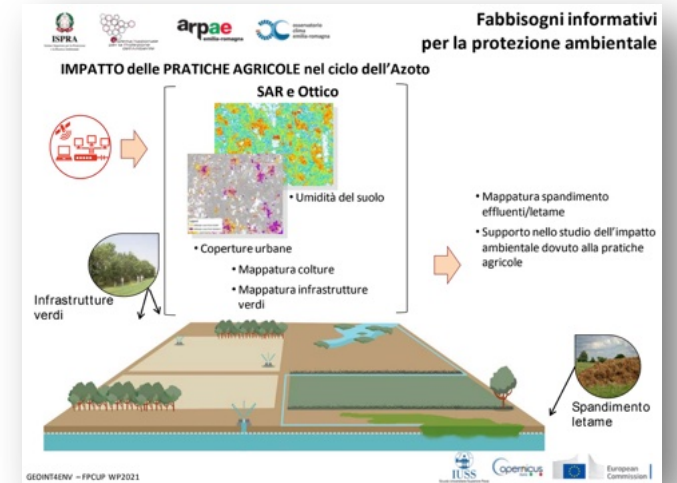 ISPRA
arpae
emilia-romagna
osservatorio
clima
emilia-romagna
Fabbisogni informativi
per la protezione ambientale
IMPATTO delle PRATICHE AGRICOLE nel ciclo dell'Azoto
SAR e Ottico
• Umidità del suolo
• Coperture urbane
• Mappatura colture
• Mappatura infrastrutture
verdi
• Mappatura spandimento
effluenti/letame
• Supporto nello studio dell'impatto
ambientale dovuto alla pratiche
agricole
Infrastrutture
verdi
Spandimento
letame
GEOINT4ENV – FPCUP WP2021
IUSS
Copernicus
European
Commission